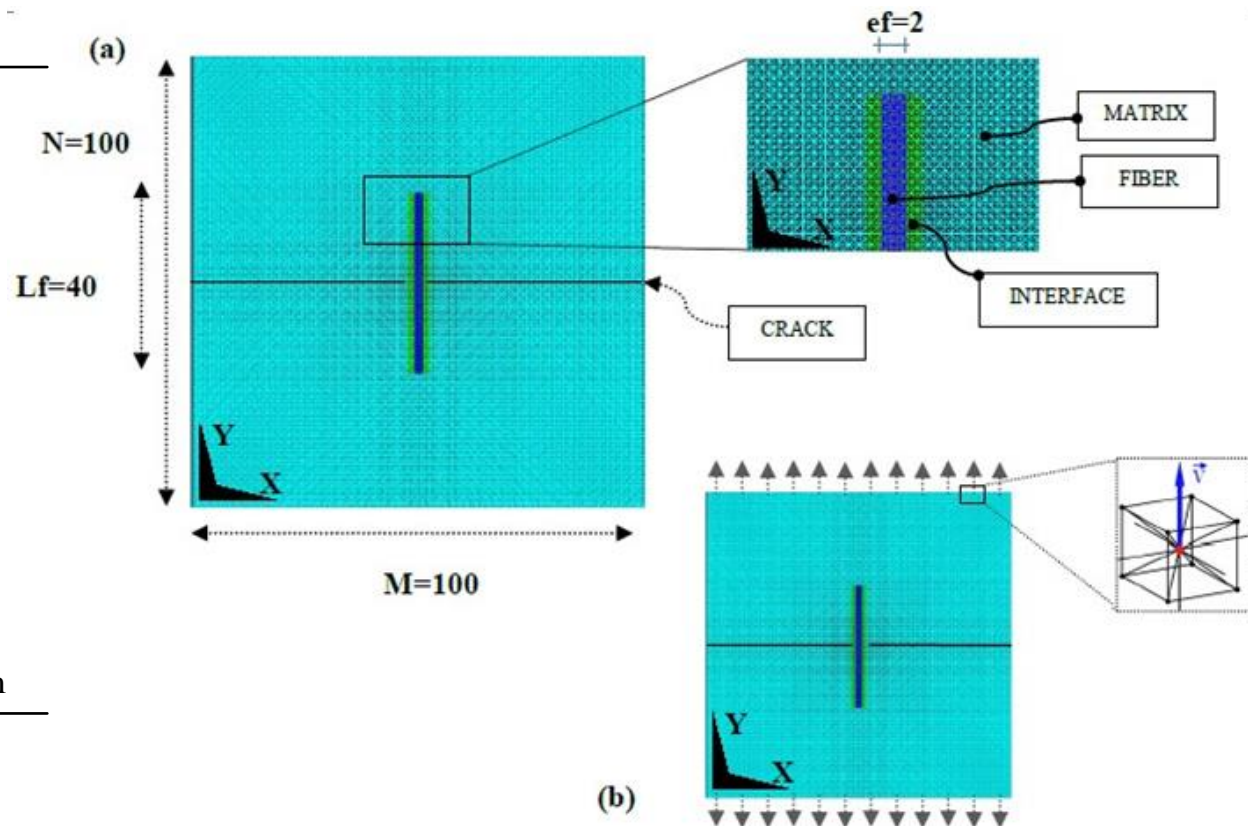 ef=2
(a)
N=100
MATRIX
FIBER
Y
X
Lf=40
INTERFACE
CRACK
Y
X
M=100
V
n
Y
X
(b)